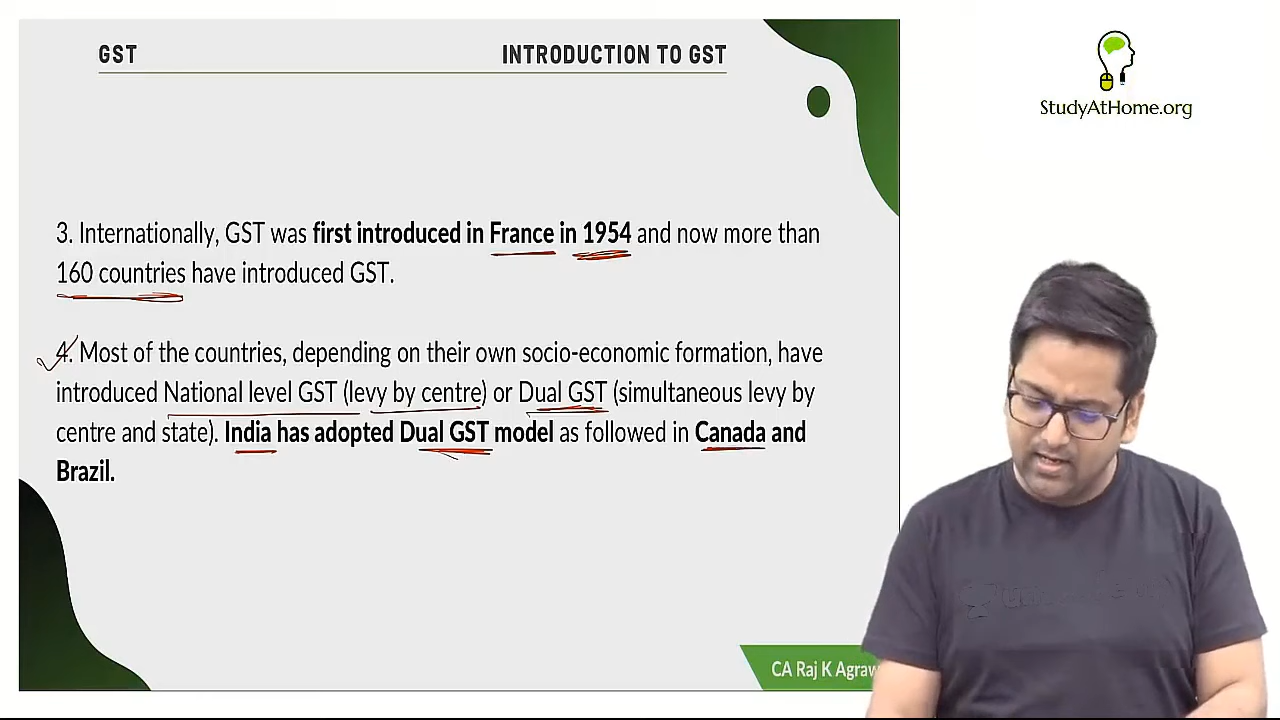 GST
INTRODUCTION TO GST
StudyAtHome.org
3. Internationally, GST was first introduced in France in 1954 and now more than
160 countries have introduced GST.
4. Most of the countries, depending on their own socio-economic formation, have
introduced National level GST (levy by centre) or Dual GST (simultaneous levy by
centre and state). India has adopted Dual GST model as followed in Canada and
Brazil.
CA Raj K Agraw